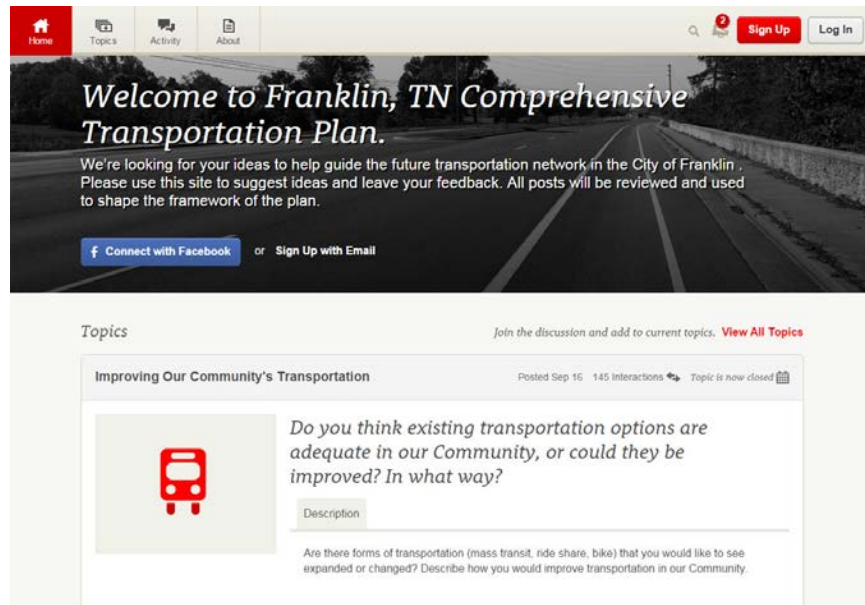 Home
Topics
Activity
About
2
Sign Up
Log In
Welcome to Franklin, TN Comprehensive
Transportation Plan.
We're looking for your ideas to help guide the future transportation network in the City of Franklin .
Please use this site to suggest ideas and leave your feedback. All posts will be reviewed and used
to shape the framework of the plan.
f Connect with Facebook or Sign Up with Email
Topics
Join the discussion and add to current topics. View All Topics
Improving Our Community's Transportation
Posted Sep 16 145 Interactions Topic is now closed
Do you think existing transportation options are
adequate in our Community, or could they be
improved? In what way?
Description
Are there forms of transportation (mass transit, ride share, bike) that you would like to see
expanded or changed? Describe how you would improve transportation in our Community.